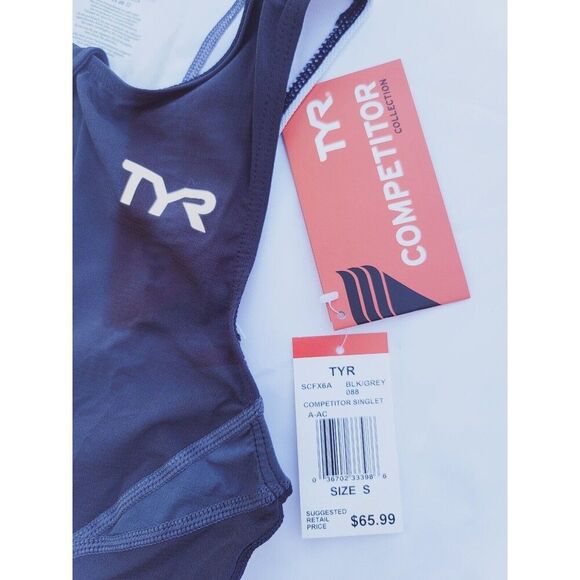 TYR
TYR
COMPETITOR
COLLECTION
TYR
SCFX6A BLK/GREY
088
COMPETITOR SINGLET
A-AC
0 36702 33398 6
SIZE S
SUGGESTED
RETAIL
PRICE $65.99